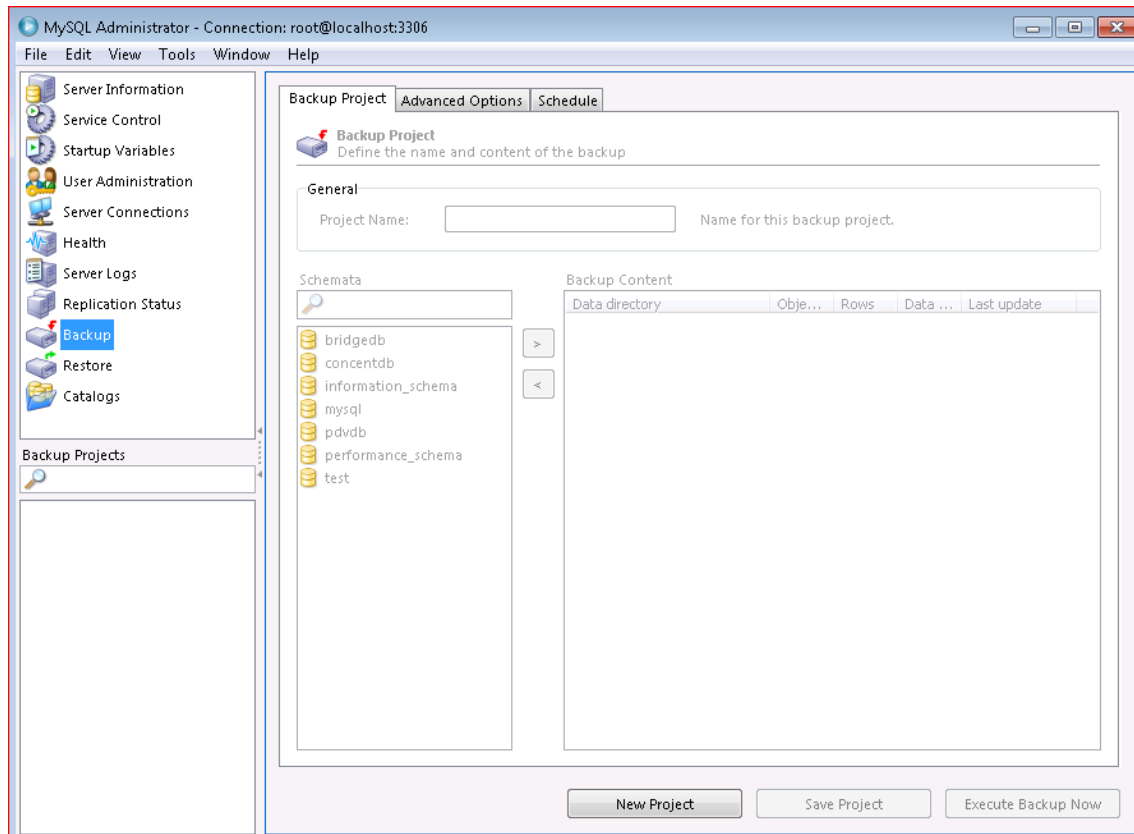 MySQL Administrator - Connection: root@localhost:3306
File Edit View Tools Window Help
Server Information
Service Control
Startup Variables
User Administration
Server Connections
Health
Server Logs
Replication Status
Backup
Restore
Catalogs
Backup Projects
Backup Project Advanced Options Schedule
Backup Project
Define the name and content of the backup
General
Project Name: Name for this backup project.
Schemata
bridgedb
concentdb
information_schema
mysql
pdvdb
performance_schema
test
>
<
Backup Content
Data directory Obje... Rows Data ... Last update
New Project Save Project Execute Backup Now